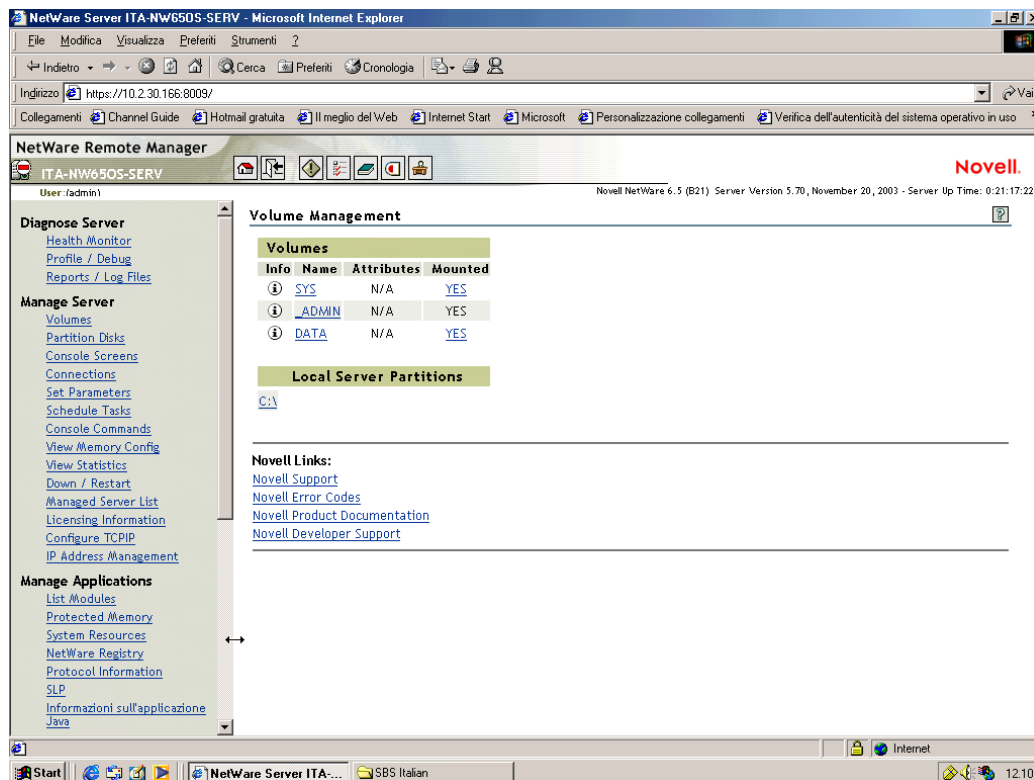 NetWare Server ITA-NW65OS-SERV - Microsoft Internet Explorer
File Modifica Visualizza Preferiti Strumenti ?
Indietro Cerca Preferiti Cronologia
Indirizzo https://10.2.30.166:8009/ Vai
Collegamenti Channel Guide Hotmail gratuita Il meglio del Web Internet Start Microsoft Personalizzazione collegamenti Verifica dell'autenticità del sistema operativo in uso
NetWare Remote Manager
ITA-NW65OS-SERV
Novell.
User:(admin)
Novell NetWare 6.5 (B21) Server Version 5.70, November 20, 2003 - Server Up Time: 0:21:17:22
Diagnose Server
Health Monitor
Profile / Debug
Reports / Log Files
Manage Server
Volumes
Partition Disks
Console Screens
Connections
Set Parameters
Schedule Tasks
Console Commands
View Memory Config
View Statistics
Down / Restart
Managed Server List
Licensing Information
Configure TCPIP
IP Address Management
Manage Applications
List Modules
Protected Memory
System Resources
NetWare Registry
Protocol Information
SLP
Informazioni sull'applicazione
Java
Volume Management
Volumes
Info Name Attributes Mounted
SYS N/A YES
_ADMIN N/A YES
DATA N/A YES
Local Server Partitions
C:\
Novell Links:
Novell Support
Novell Error Codes
Novell Product Documentation
Novell Developer Support
Internet
Start NetWare Server ITA-... SBS Italian 12.10